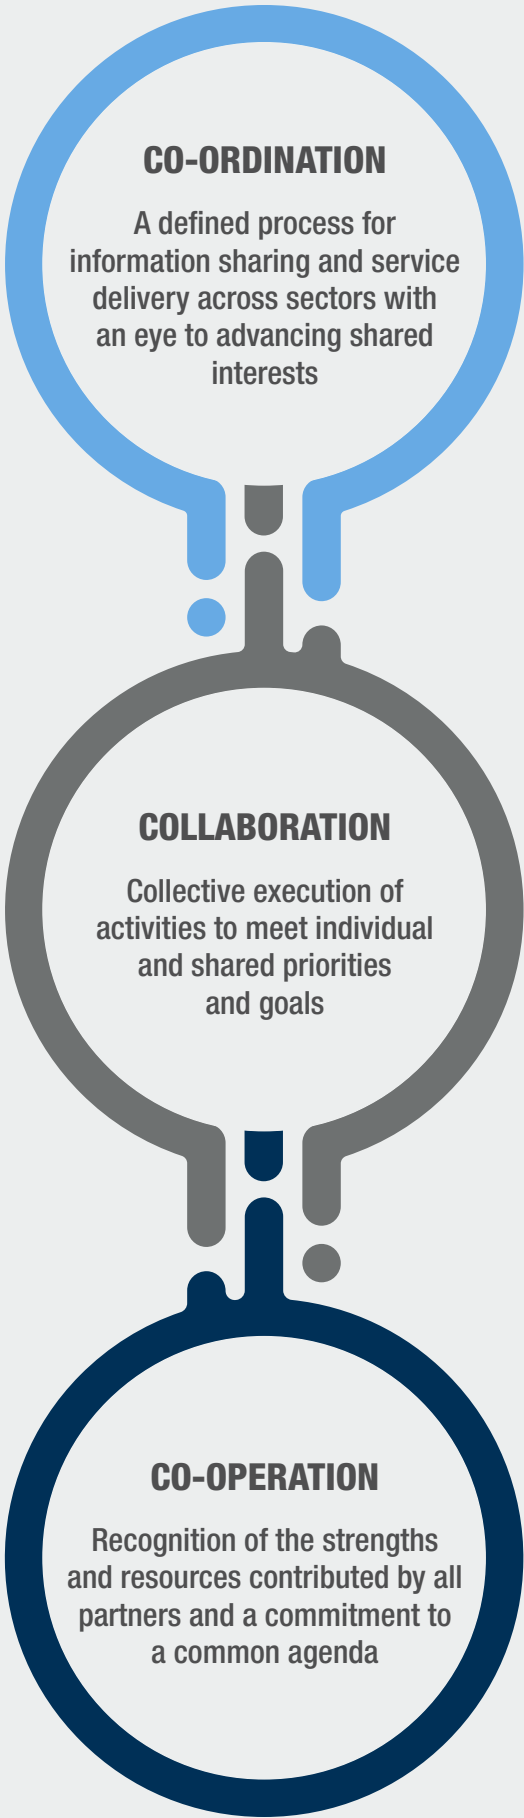 CO-ORDINATION
A defined process for
information sharing and service
delivery across sectors with
an eye to advancing shared
interests
COLLABORATION
Collective execution of
activities to meet individual
and shared priorities
and goals
CO-OPERATION
Recognition of the strengths
and resources contributed by all
partners and a commitment to
a common agenda